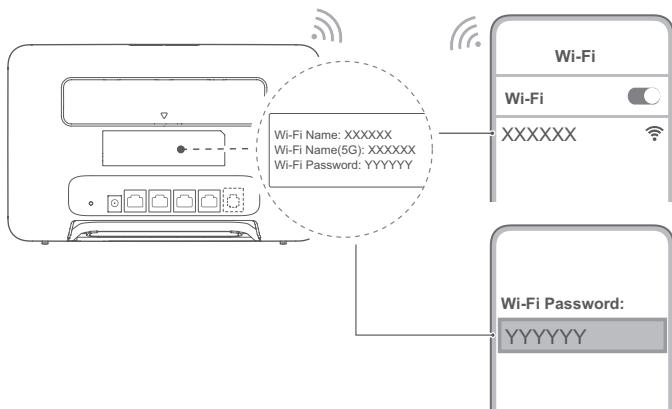 Wi-Fi Name: XXXXXX
Wi-Fi Name(5G): XXXXXX
Wi-Fi Password: YYYYYY
Wi-Fi
Wi-Fi
XXXXXX
Wi-Fi Password:
YYYYYY